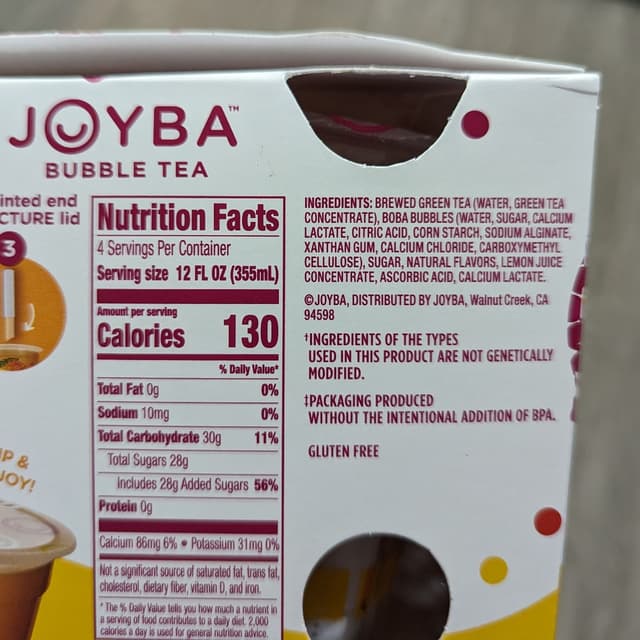 JOYBA™
BUBBLE TEA
inted end
CTURE lid
3
JOY!
Nutrition Facts
4 Servings Per Container
Serving size 12 FL OZ (355mL)
Amount per serving
Calories 130
% Daily Value*
Total Fat 0g 0%
Sodium 10mg 0%
Total Carbohydrate 30g 11%
Total Sugars 28g
Includes 28g Added Sugars 56%
Protein 0g
Calcium 86mg 6% • Potassium 31mg 0%
Not a significant source of saturated fat, trans fat,
cholesterol, dietary fiber, vitamin D, and iron.
* The % Daily Value tells you how much a nutrient in
a serving of food contributes to a daily diet. 2,000
calories a day is used for general nutrition advice.
INGREDIENTS: BREWED GREEN TEA (WATER, GREEN TEA
CONCENTRATE), BOBA BUBBLES (WATER, SUGAR, CALCIUM
LACTATE, CITRIC ACID, CORN STARCH, SODIUM ALGINATE,
XANTHAN GUM, CALCIUM CHLORIDE, CARBOXYMETHYL
CELLULOSE), SUGAR, NATURAL FLAVORS, LEMON JUICE
CONCENTRATE, ASCORBIC ACID, CALCIUM LACTATE.
©JOYBA, DISTRIBUTED BY JOYBA, Walnut Creek, CA
94598
†INGREDIENTS OF THE TYPES
USED IN THIS PRODUCT ARE NOT GENETICALLY
MODIFIED.
‡PACKAGING PRODUCED
WITHOUT THE INTENTIONAL ADDITION OF BPA.
GLUTEN FREE